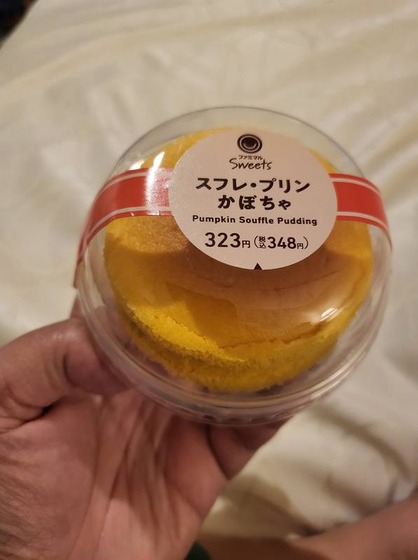 ファミマル
Sweets
スフレ・プリン
かぼちゃ
Pumpkin Souffle Pudding
323円(税込348円)